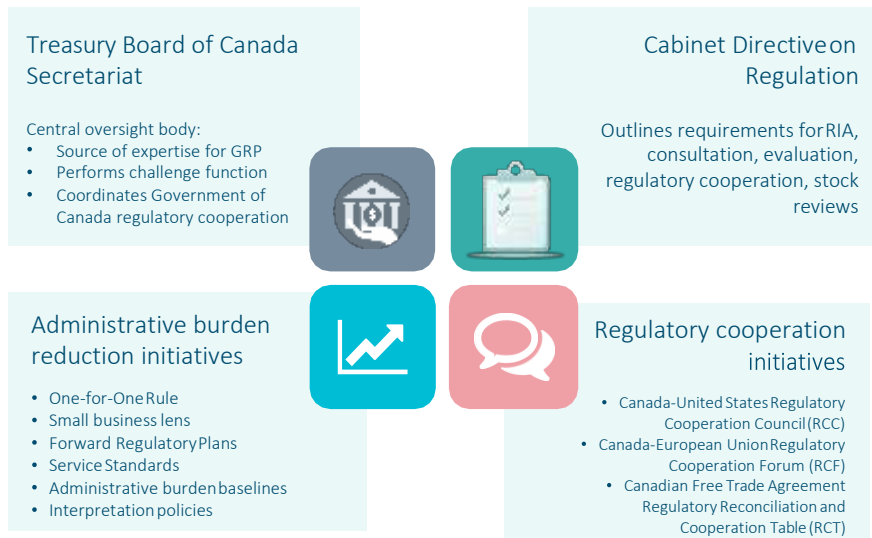 Treasury Board of Canada
Secretariat
Central oversight body:
• Source of expertise for GRP
• Performs challenge function
• Coordinates Government of
Canada regulatory cooperation
Cabinet Directive on
Regulation
Outlines requirements for RIA,
consultation, evaluation,
regulatory cooperation, stock
reviews
Administrative burden
reduction initiatives
• One-for-One Rule
• Small business lens
• Forward Regulatory Plans
• Service Standards
• Administrative burden baselines
• Interpretation policies
Regulatory cooperation
initiatives
• Canada-United States Regulatory
Cooperation Council (RCC)
• Canada-European Union Regulatory
Cooperation Forum (RCF)
• Canadian Free Trade Agreement
Regulatory Reconciliation and
Cooperation Table (RCT)